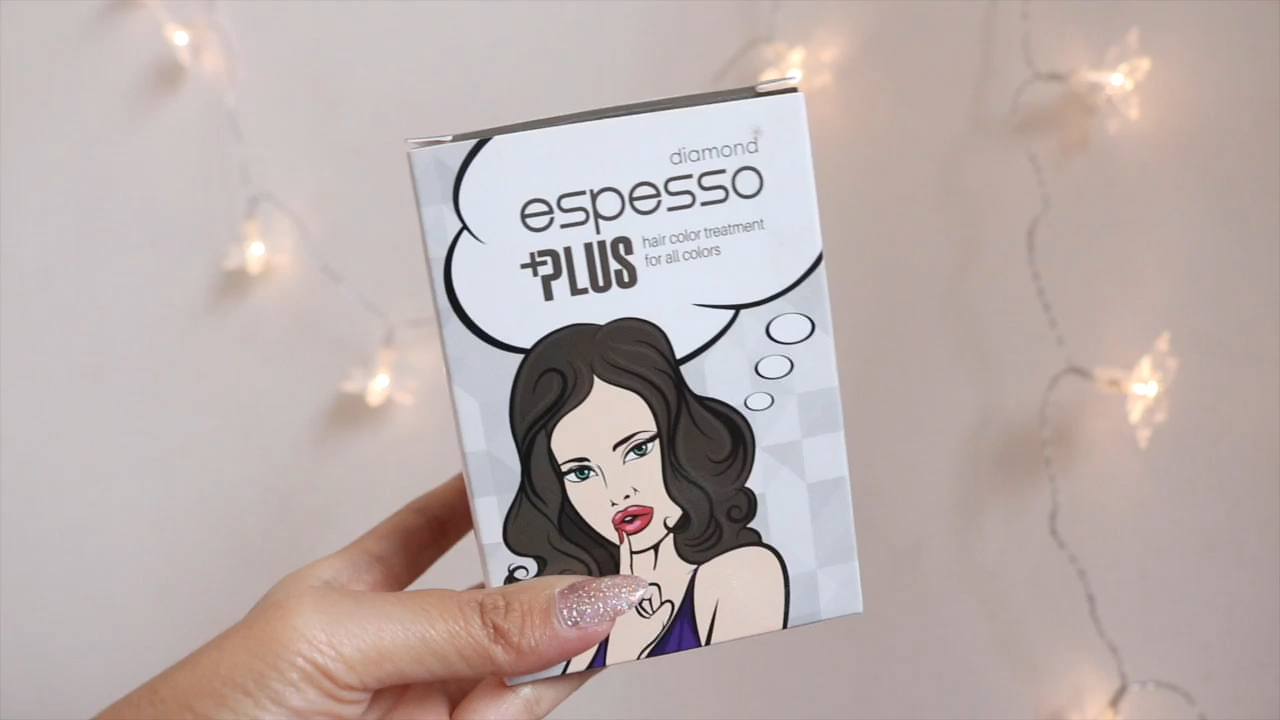 diamond
espesso
+PLUS
hair color treatment
for all colors